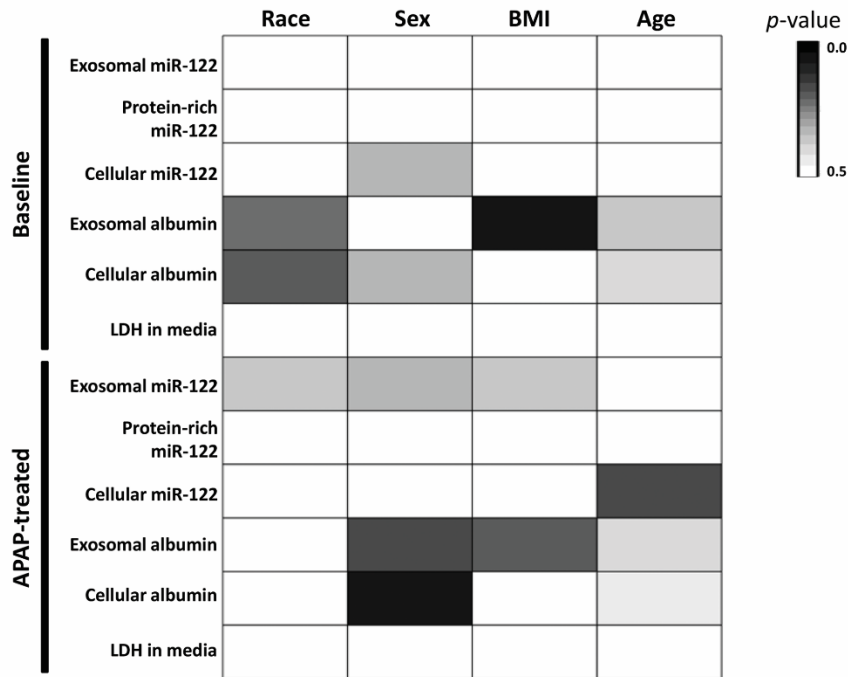 Race Sex BMI Age p-value
0.0
0.5
Baseline
Exosomal miR-122
Protein-rich
miR-122
Cellular miR-122
Exosomal albumin
Cellular albumin
LDH in media
APAP-treated
Exosomal miR-122
Protein-rich
miR-122
Cellular miR-122
Exosomal albumin
Cellular albumin
LDH in media